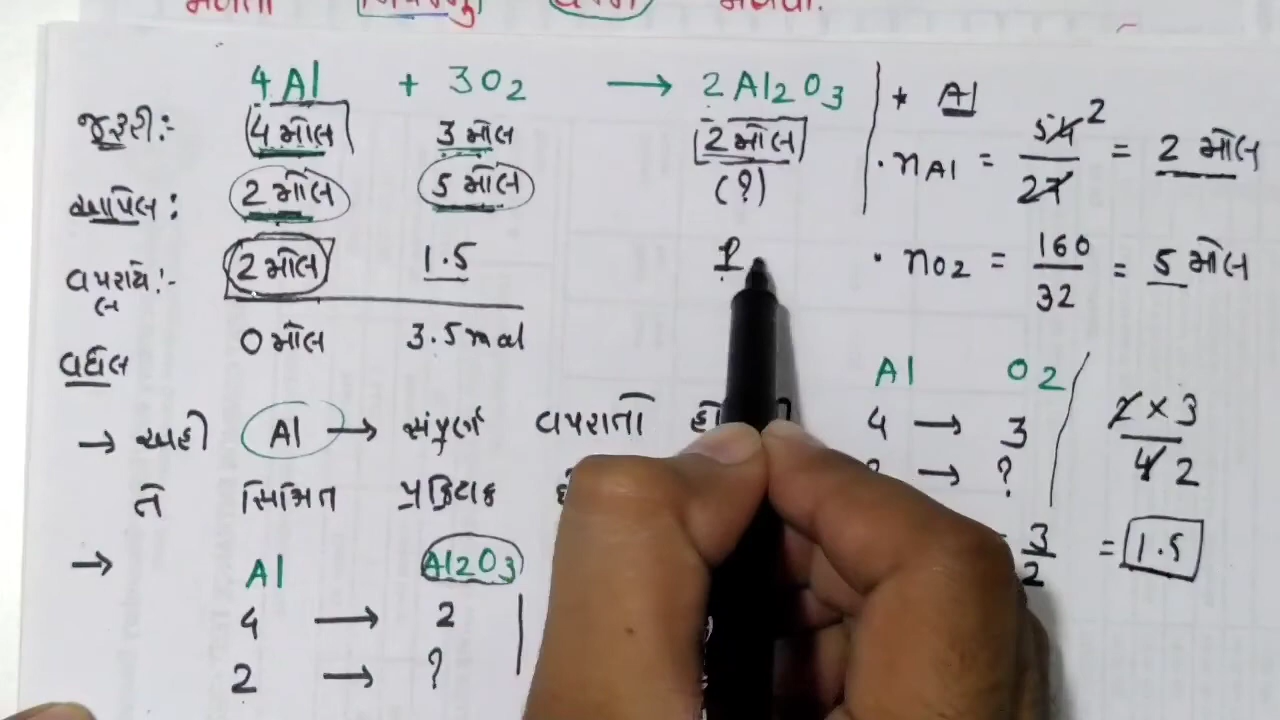 4Al + 3O2 → 2Al2O3
જરૂરી:- 4 મોલ 3 મોલ 2 મોલ
આપેલ: 2 મોલ 5 મોલ (?)
વપરાયેલ:- 2 મોલ 1.5 1
વધેલ 0 મોલ 3.5 mol
→ અહી Al → સંપૂર્ણ વપરાતો
તે સિમિત પ્રક્રિયક
→ Al Al2O3
4 → 2
2 → ?
* Al
· nAl = 54/27 2 = 2 મોલ
· nO2 = 160/32 = 5 મોલ
Al O2
4 → 3
→ ?
2 × 3 / 4 2
3/2 = 1.5